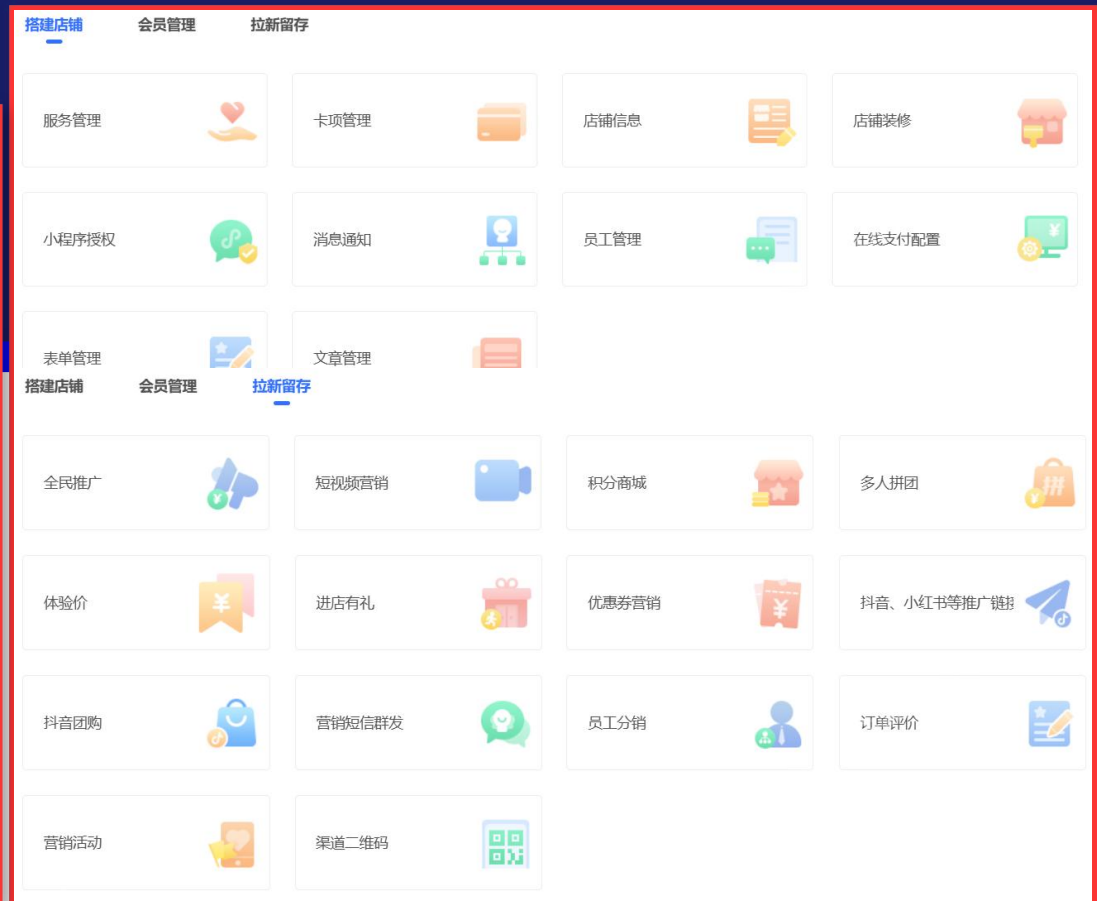 搭建店铺 会员管理 拉新留存
服务管理 卡项管理 店铺信息 店铺装修
小程序授权 消息通知 员工管理 在线支付配置
表单管理 文章管理
搭建店铺 会员管理 拉新留存
全民推广 短视频营销 积分商城 多人拼团
体验价 进店有礼 优惠券营销 抖音、小红书等推广链接
抖音团购 营销短信群发 员工分销 订单评价
营销活动 渠道二维码